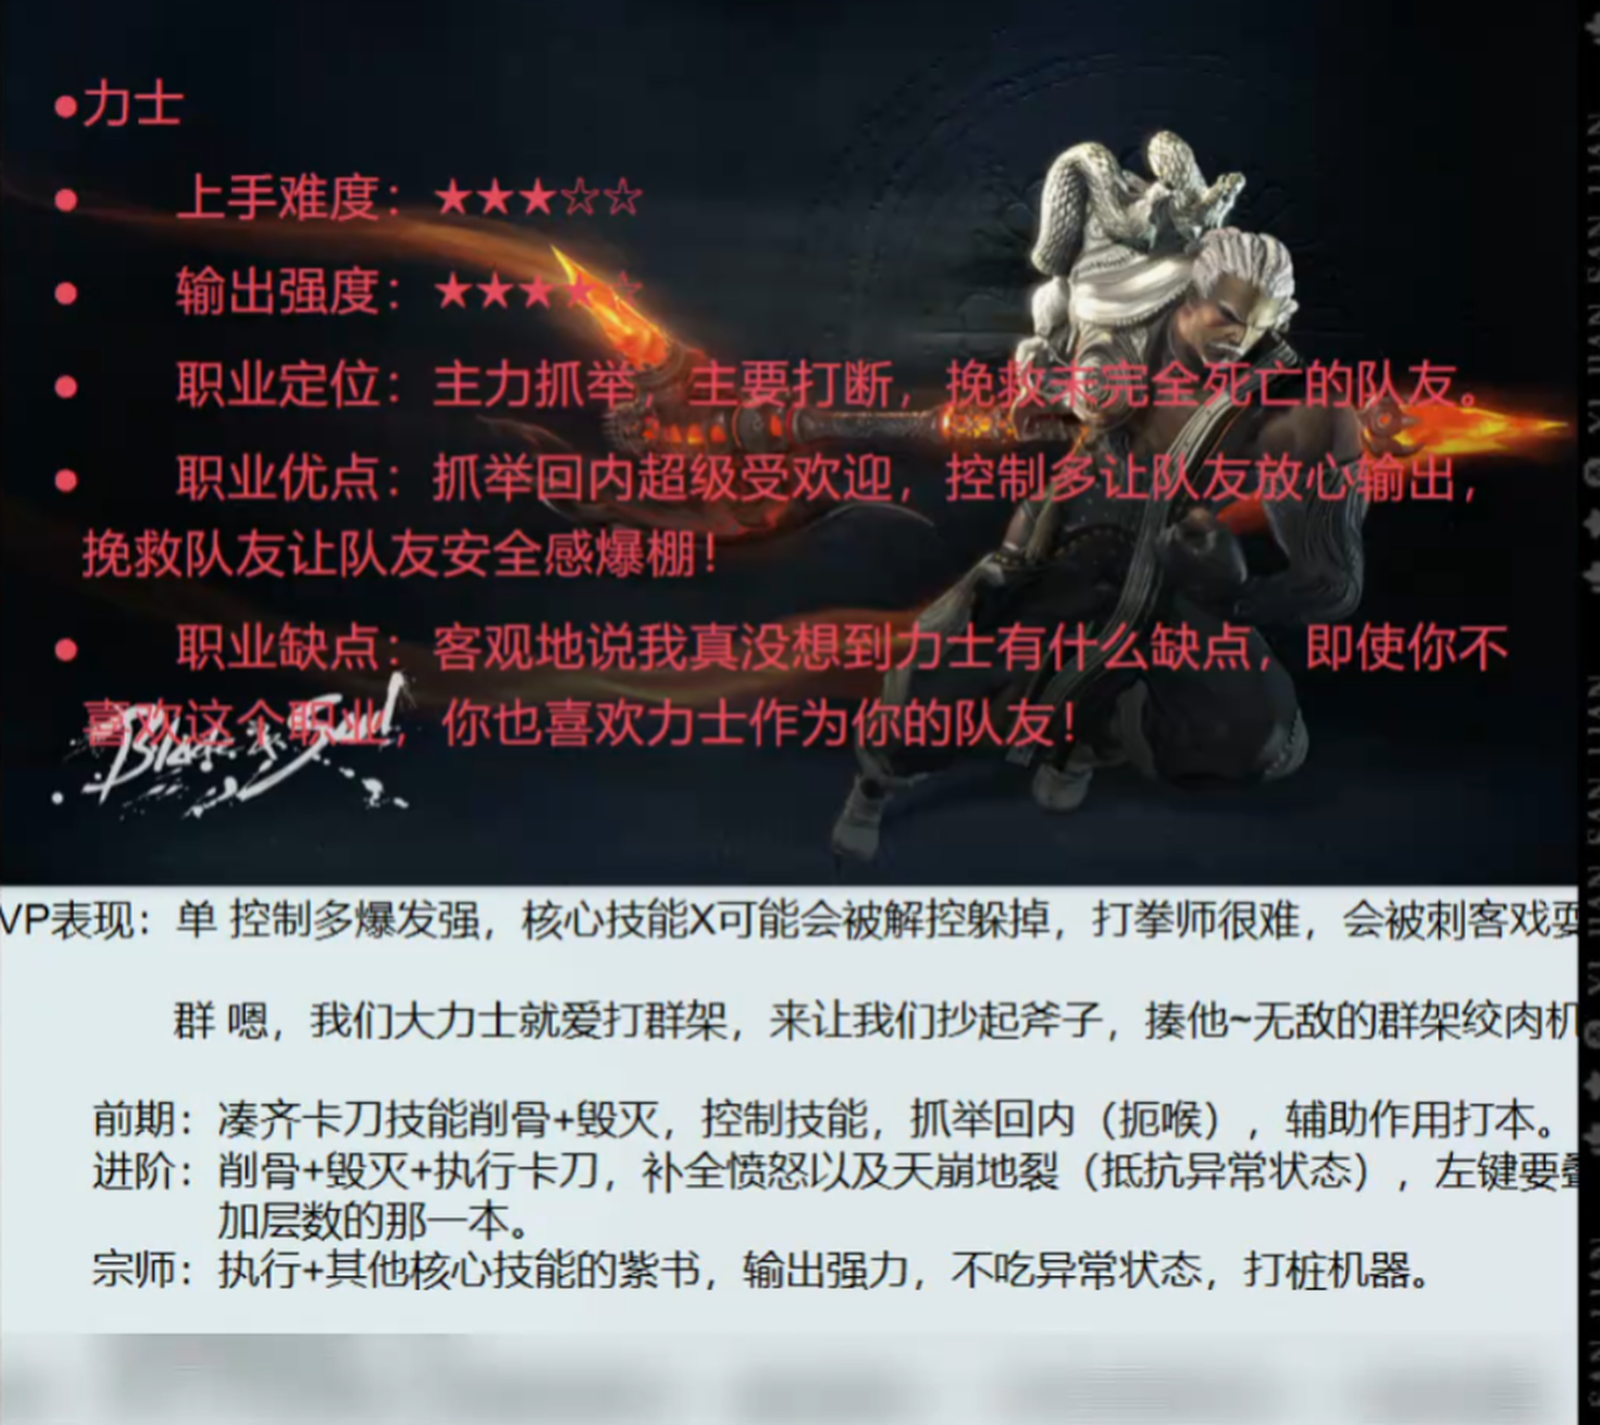 ●力士
● 上手难度：★★★☆☆
● 输出强度：★★★★☆
● 职业定位：主力抓举，主要打断，挽救未完全死亡的队友。
● 职业优点：抓举回内超级受欢迎，控制多让队友放心输出，
挽救队友让队友安全感爆棚！
● 职业缺点：客观地说我真没想到力士有什么缺点，即使你不
喜欢这个职业，你也喜欢力士作为你的队友！
Blade & Soul
VP表现：单 控制多爆发强，核心技能X可能会被解控躲掉，打拳师很难，会被刺客戏耍
群 嗯，我们大力士就爱打群架，来让我们抄起斧子，揍他~无敌的群架绞肉机
前期：凑齐卡刀技能削骨+毁灭，控制技能，抓举回内（扼喉），辅助作用打本。
进阶：削骨+毁灭+执行卡刀，补全愤怒以及天崩地裂（抵抗异常状态），左键要叠
加层数的那一本。
宗师：执行+其他核心技能的紫书，输出强力，不吃异常状态，打桩机器。